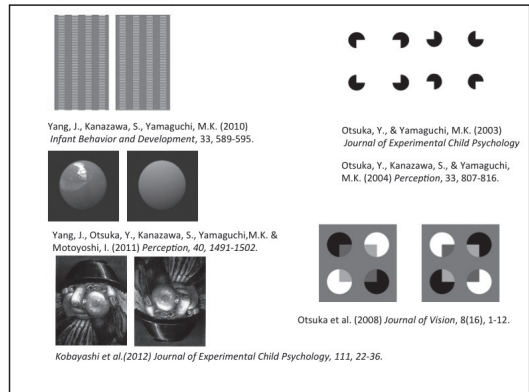 Yang, J., Kanazawa, S., Yamaguchi, M.K. (2010)
Infant Behavior and Development, 33, 589-595.
Yang, J., Otsuka, Y., Kanazawa, S., Yamaguchi,M.K. &
Motoyoshi, I. (2011) Perception, 40, 1491-1502.
Kobayashi et al.(2012) Journal of Experimental Child Psychology, 111, 22-36.
Otsuka, Y., & Yamaguchi, M.K. (2003)
Journal of Experimental Child Psychology
Otsuka, Y., Kanazawa, S., & Yamaguchi,
M.K. (2004) Perception, 33, 807-816.
Otsuka et al. (2008) Journal of Vision, 8(16), 1-12.